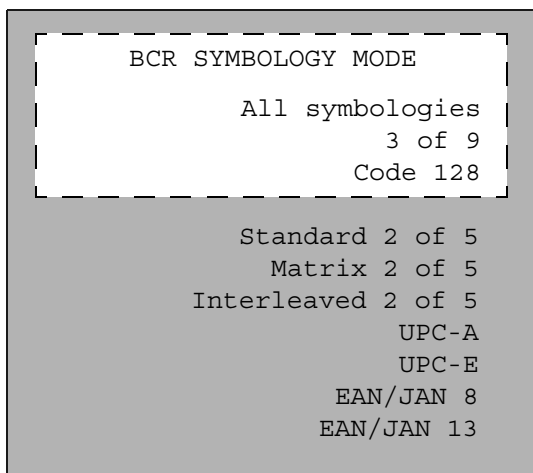 BCR SYMBOLOGY MODE
All symbologies
3 of 9
Code 128
Standard 2 of 5
Matrix 2 of 5
Interleaved 2 of 5
UPC-A
UPC-E
EAN/JAN 8
EAN/JAN 13